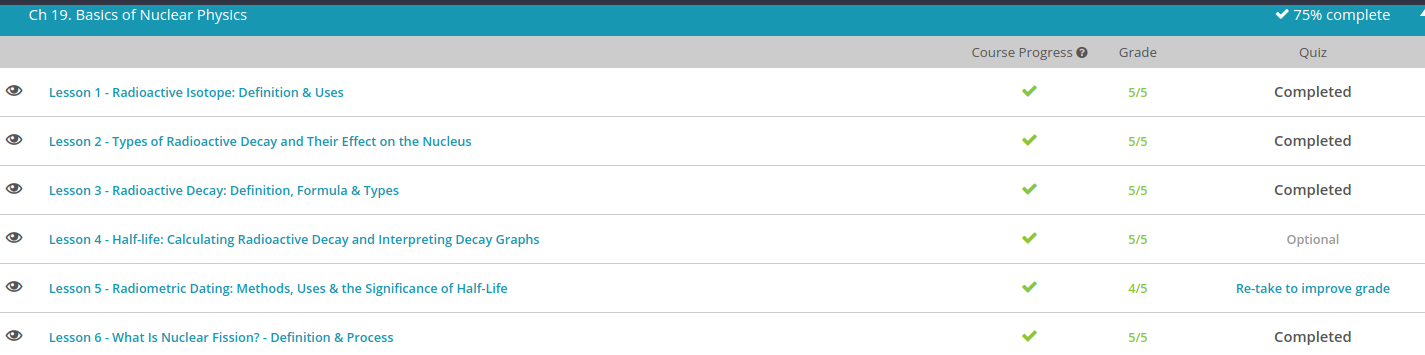 Ch 19. Basics of Nuclear Physics 75% complete
Course Progress Grade Quiz
Lesson 1 - Radioactive Isotope: Definition & Uses 5/5 Completed
Lesson 2 - Types of Radioactive Decay and Their Effect on the Nucleus 5/5 Completed
Lesson 3 - Radioactive Decay: Definition, Formula & Types 5/5 Completed
Lesson 4 - Half-life: Calculating Radioactive Decay and Interpreting Decay Graphs 5/5 Optional
Lesson 5 - Radiometric Dating: Methods, Uses & the Significance of Half-Life 4/5 Re-take to improve grade
Lesson 6 - What Is Nuclear Fission? - Definition & Process 5/5 Completed